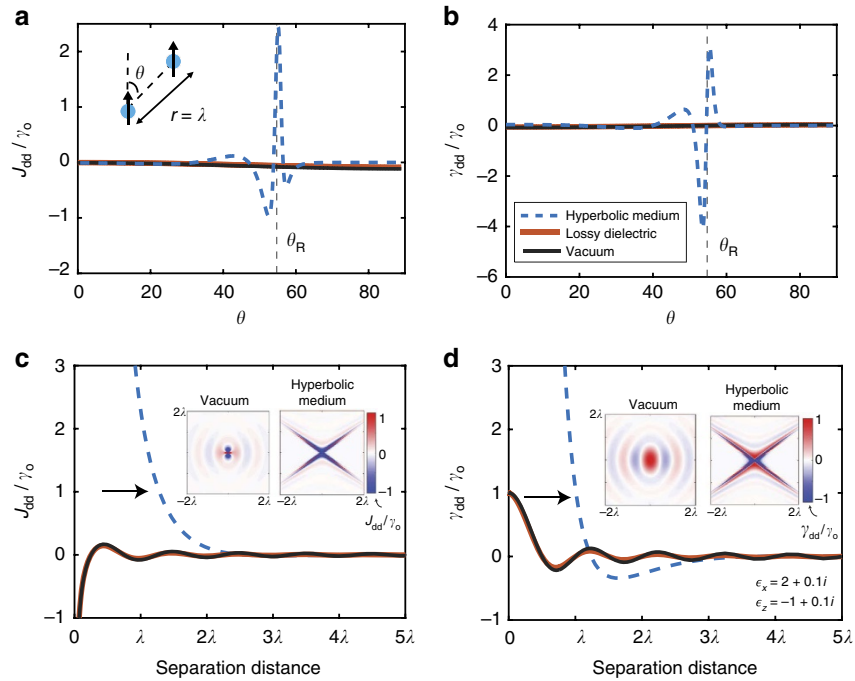 a
J_dd / γ_o
2
1
0
−1
−2
θ
r = λ
θ_R
0
20
40
60
80
θ
b
γ_dd / γ_o
4
2
0
−2
−4
−6
Hyperbolic medium
Lossy dielectric
Vacuum
θ_R
0
20
40
60
80
θ
c
J_dd / γ_o
3
2
1
0
−1
Vacuum
Hyperbolic
medium
2λ
−2λ
2λ
−2λ
2λ
1
0
−1
J_dd/γ_o
0
λ
2λ
3λ
4λ
5λ
Separation distance
d
γ_dd / γ_o
3
2
1
0
−1
Vacuum
Hyperbolic
medium
2λ
−2λ
2λ
−2λ
2λ
1
0
−1
γ_dd/γ_o
ϵ_x = 2 + 0.1i
ϵ_z = −1 + 0.1i
0
λ
2λ
3λ
4λ
5λ
Separation distance